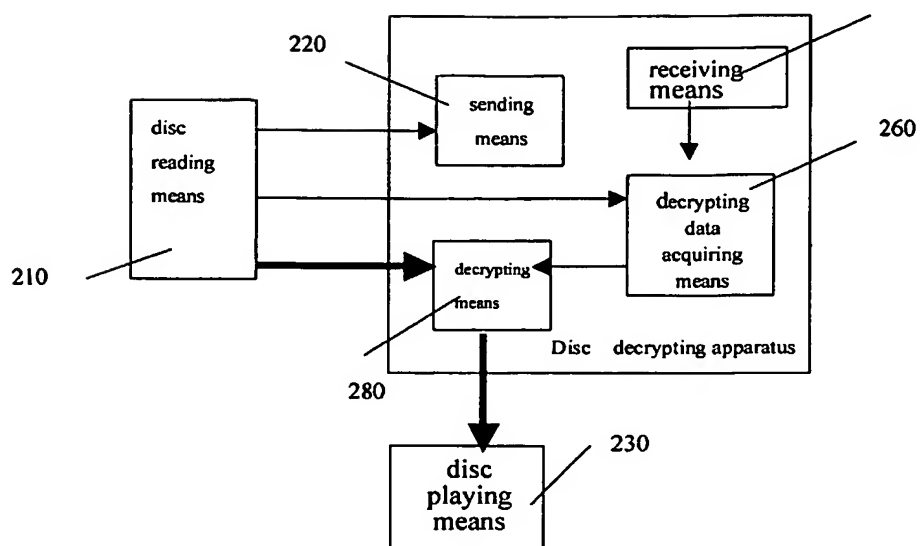 220
receiving
means
sending
means
260
disc
reading
means
decrypting
data
acquiring
means
210
decrypting
means
Disc decrypting apparatus
280
230
disc
playing
means